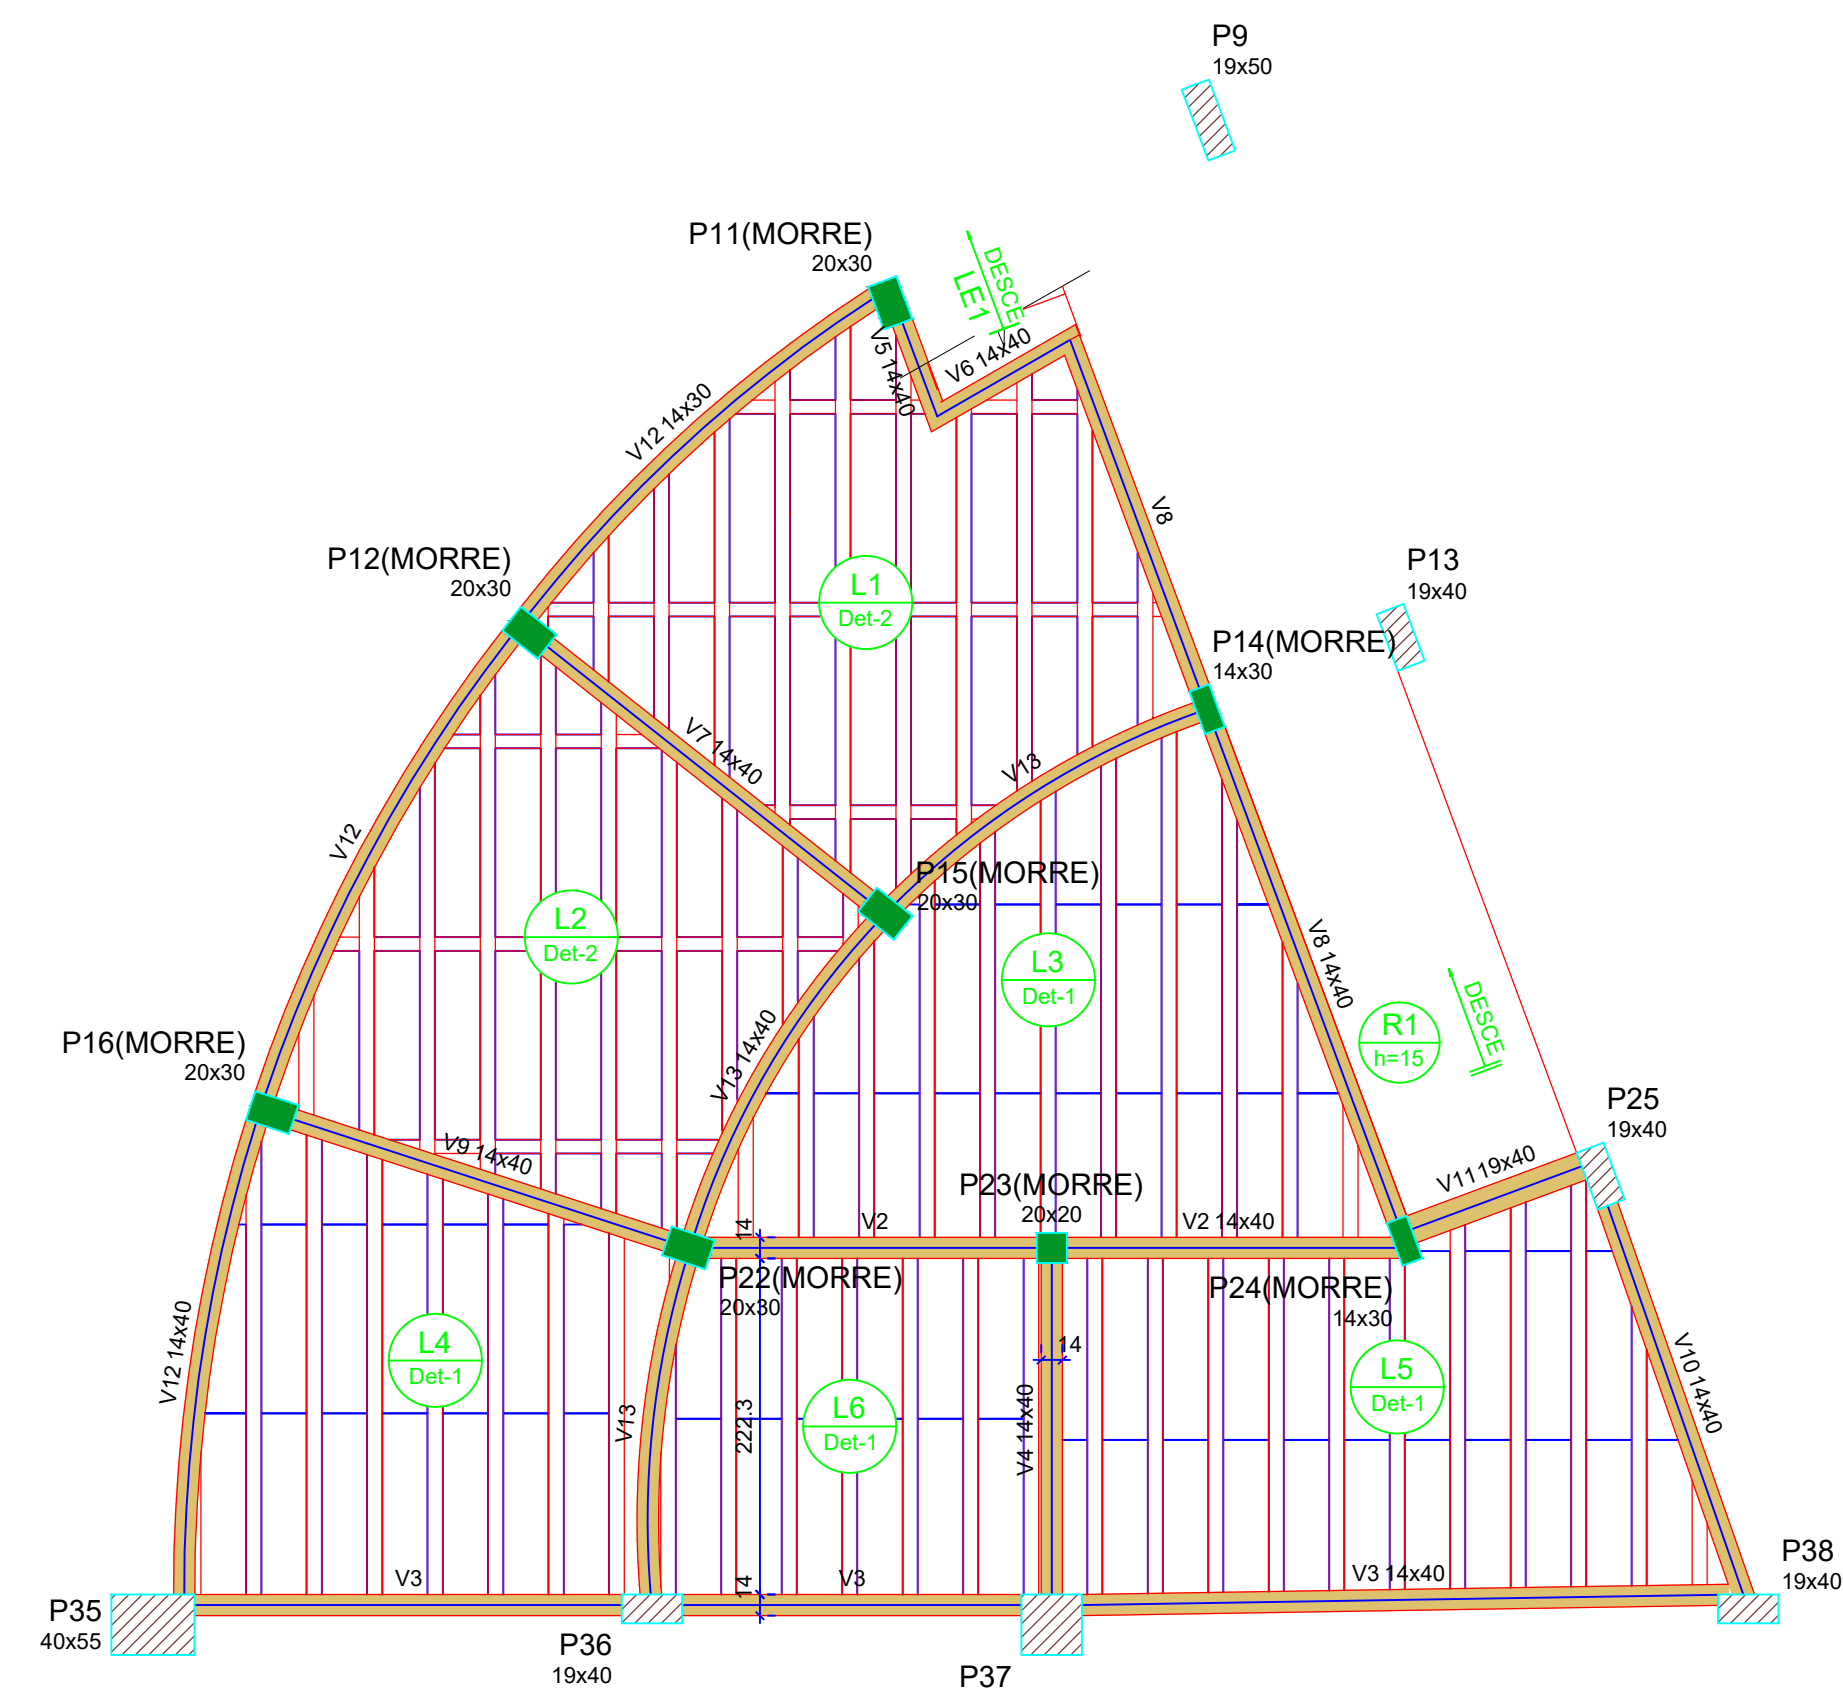 P9
19x50
P11(MORRE)
20x30
DESCE
LE1
V5 14x40
V6 14x40
V12 14x30
V8
P12(MORRE)
20x30
L1
Det-2
P13
19x40
P14(MORRE)
14x30
V7 14x40
V13
V12
P15(MORRE)
20x30
L2
Det-2
L3
Det-1
V8 14x40
R1
h=15
DESCE
P16(MORRE)
20x30
V13 14x40
P25
19x40
V9 14x40
V11 19x40
P23(MORRE)
20x20
14
V2
V2 14x40
P22(MORRE)
20x30
P24(MORRE)
14x30
V12 14x40
L4
Det-1
14
V10 14x40
L5
Det-1
V13
222.3
L6
Det-1
V4 14x40
V3
14
V3
V3 14x40
P38
19x40
P35
40x55
P36
19x40
P37